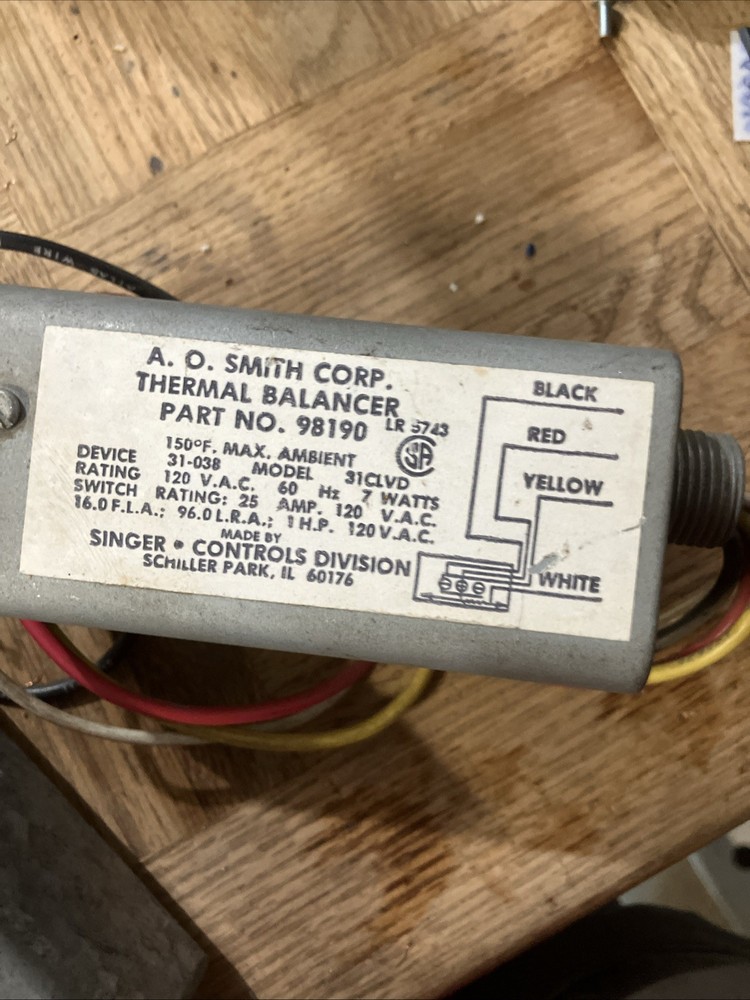 A. O. SMITH CORP.
THERMAL BALANCER
PART NO. 98190
LR 5743
SA
150°F. MAX. AMBIENT
DEVICE 31-038 MODEL 31CLVD
RATING 120 V.A.C. 60 Hz 7 WATTS
SWITCH RATING: 25 AMP. 120 V.A.C.
16.0 F.L.A.; 96.0 L.R.A.; 1 H.P. 120 V.A.C.
MADE BY
SINGER • CONTROLS DIVISION
SCHILLER PARK, IL 60176
BLACK
RED
YELLOW
WHITE
WIRE